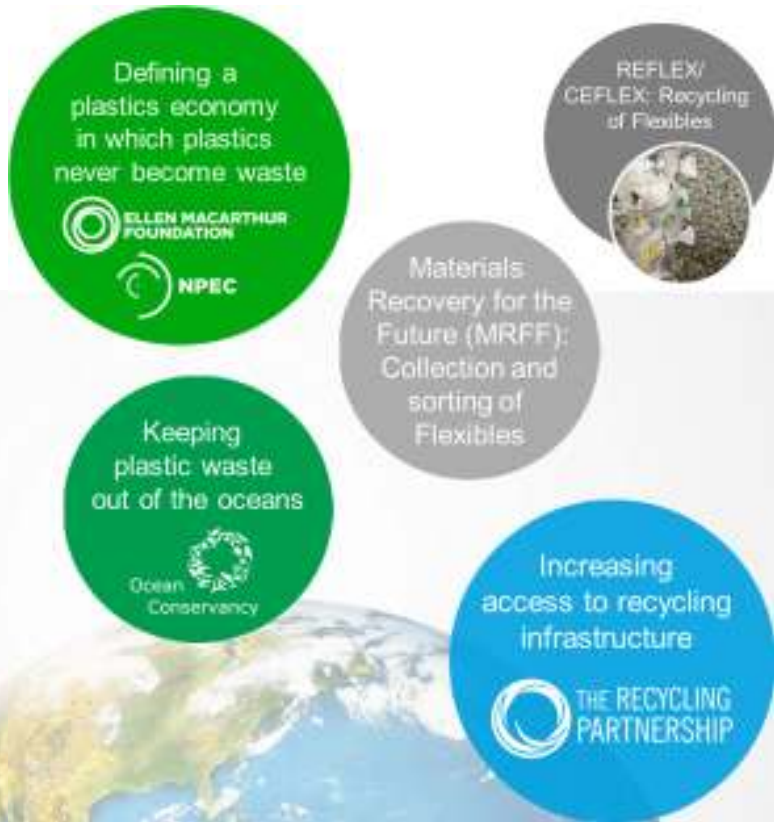 Defining a
plastics economy
in which plastics
never become waste
ELLEN MACARTHUR
FOUNDATION
NPEC
REFLEX/
CEFLEX: Recycling
of Flexibles
Materials
Recovery for the
Future (MRFF):
Collection and
sorting of
Flexibles
Keeping
plastic waste
out of the oceans
Ocean
Conservancy
Increasing
access to recycling
infrastructure
THE RECYCLING
PARTNERSHIP